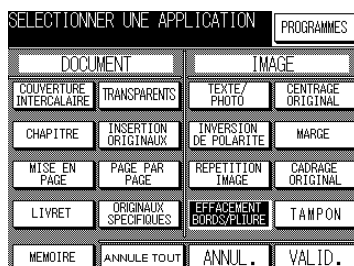 SELECTIONNER UNE APPLICATION
PROGRAMMES
DOCUMENT
IMAGE
COUVERTURE
INTERCALAIRE
TRANSPARENTS
TEXTE/
PHOTO
CENTRAGE
ORIGINAL
CHAPITRE
INSERTION
ORIGINAUX
INVERSION
DE POLARITE
MARGE
MISE EN
PAGE
PAGE PAR
PAGE
REPETITION
IMAGE
CADRAGE
ORIGINAL
LIVRET
ORIGINAUX
SPECIFIQUES
EFFACEMENT
BORDS/PLIURE
TAMPON
MEMOIRE
ANNULE TOUT
ANNUL.
VALID.